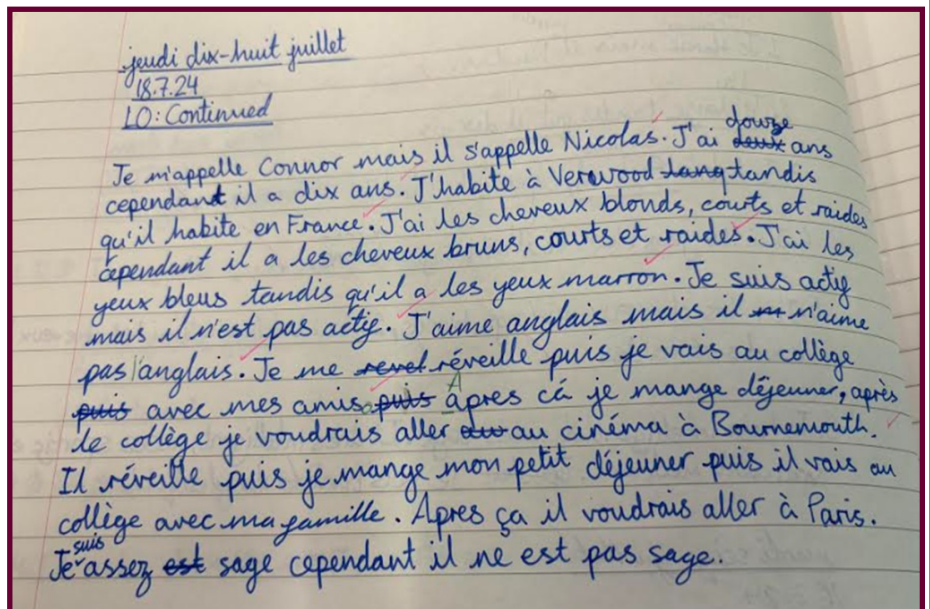 jeudi dix-huit juillet
18.7.24
LO: Continued
Je m'appelle Connor mais il s'appelle Nicolas. J'ai douze ans
cependant il a dix ans. J'habite à Verwood tandis
qu'il habite en France. J'ai les cheveux blonds, courts et raides
cependant il a les cheveux bruns, courts et raides. J'ai les
yeux bleus tandis qu'il a les yeux marron. Je suis actif
mais il n'est pas actif. J'aime anglais mais il n'aime
pas l'anglais. Je me réveille puis je vais au collège
avec mes amis. Apres cá je mange déjeuner, après
le collège je voudrais aller au cinéma à Bournemouth.
Il réveille puis je mange mon petit déjeuner puis il vais au
collège avec ma famille. Apres ça il voudrais aller à Paris.
Je suis assez sage cependant il ne est pas sage.